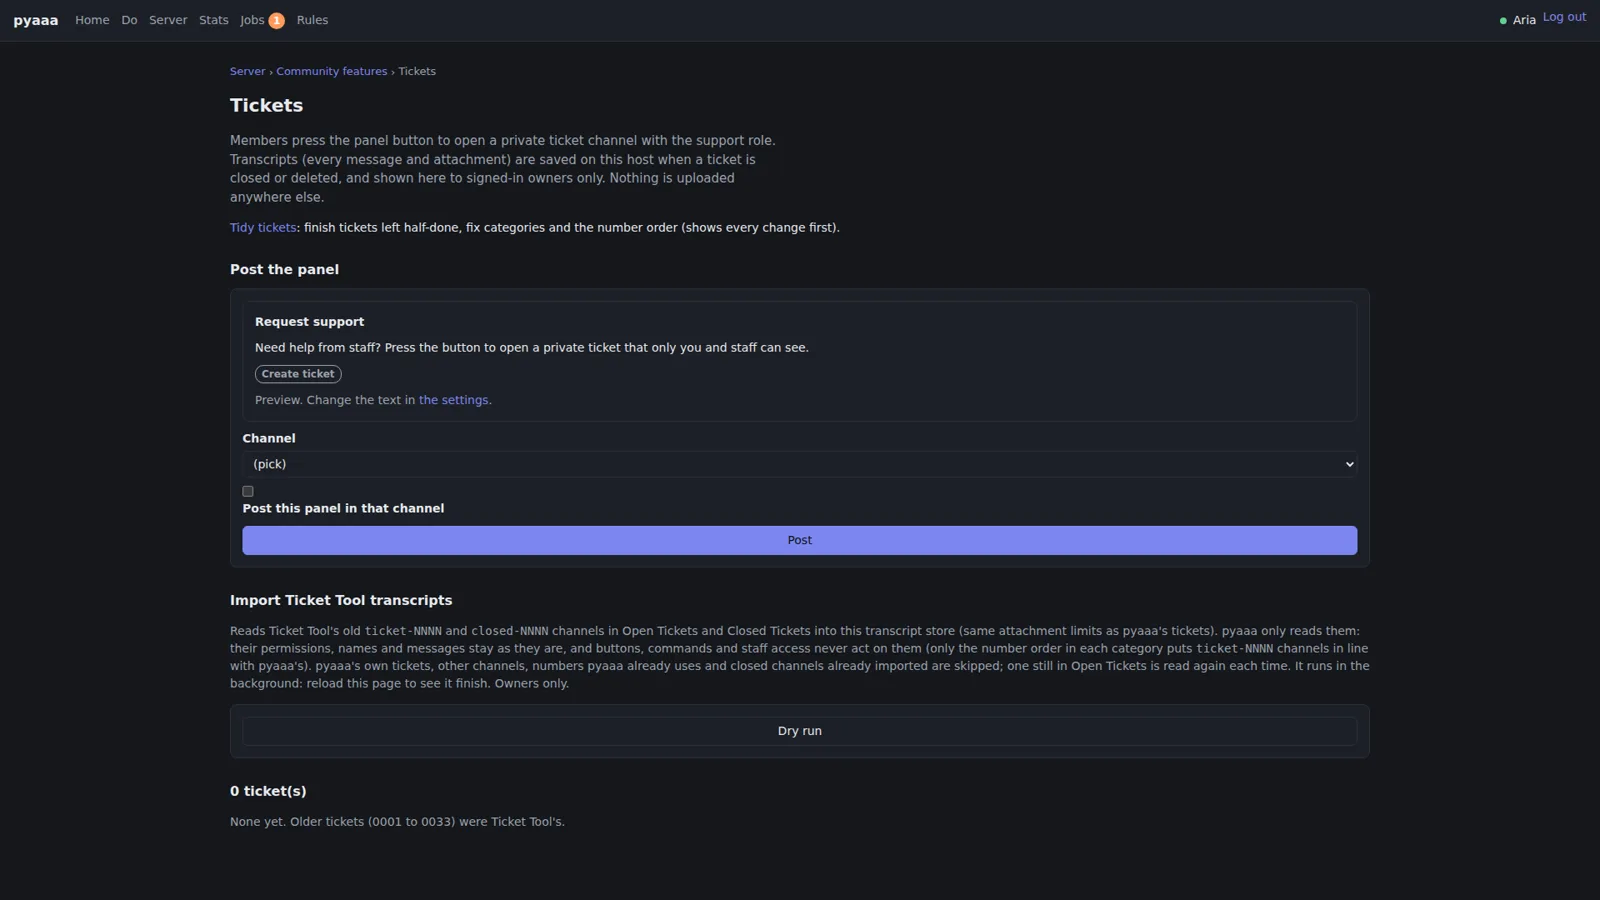 pyaaa Home Do Server Stats Jobs 1 Rules Aria Log out
Server › Community features › Tickets
Tickets
Members press the panel button to open a private ticket channel with the support role.
Transcripts (every message and attachment) are saved on this host when a ticket is
closed or deleted, and shown here to signed-in owners only. Nothing is uploaded
anywhere else.
Tidy tickets: finish tickets left half-done, fix categories and the number order (shows every change first).
Post the panel
Request support
Need help from staff? Press the button to open a private ticket that only you and staff can see.
Create ticket
Preview. Change the text in the settings.
Channel
(pick)
Post this panel in that channel
Post
Import Ticket Tool transcripts
Reads Ticket Tool's old ticket-NNNN and closed-NNNN channels in Open Tickets and Closed Tickets into this transcript store (same attachment limits as pyaaa's tickets). pyaaa only reads them:
their permissions, names and messages stay as they are, and buttons, commands and staff access never act on them (only the number order in each category puts ticket-NNNN channels in line
with pyaaa's). pyaaa's own tickets, other channels, numbers pyaaa already uses and closed channels already imported are skipped; one still in Open Tickets is read again each time. It runs in the
background: reload this page to see it finish. Owners only.
Dry run
0 ticket(s)
None yet. Older tickets (0001 to 0033) were Ticket Tool's.